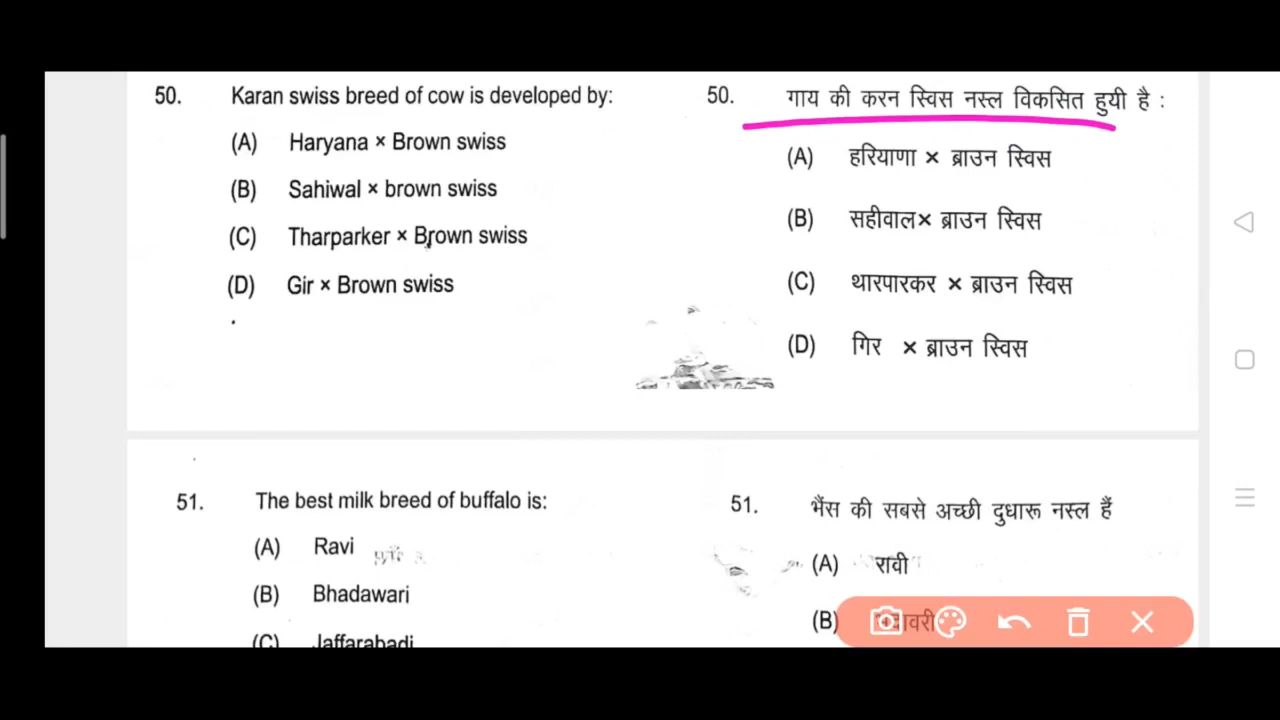 50. Karan swiss breed of cow is developed by:
(A) Haryana × Brown swiss
(B) Sahiwal × brown swiss
(C) Tharparker × Brown swiss
(D) Gir × Brown swiss
50. गाय की करन स्विस नस्ल विकसित हुयी है :
(A) हरियाणा × ब्राउन स्विस
(B) सहीवाल× ब्राउन स्विस
(C) थारपारकर × ब्राउन स्विस
(D) गिर × ब्राउन स्विस
51. The best milk breed of buffalo is:
(A) Ravi
(B) Bhadawari
(C) Jaffarabadi
51. भैंस की सबसे अच्छी दुधारू नस्ल हैं
(A) रावी
(B)